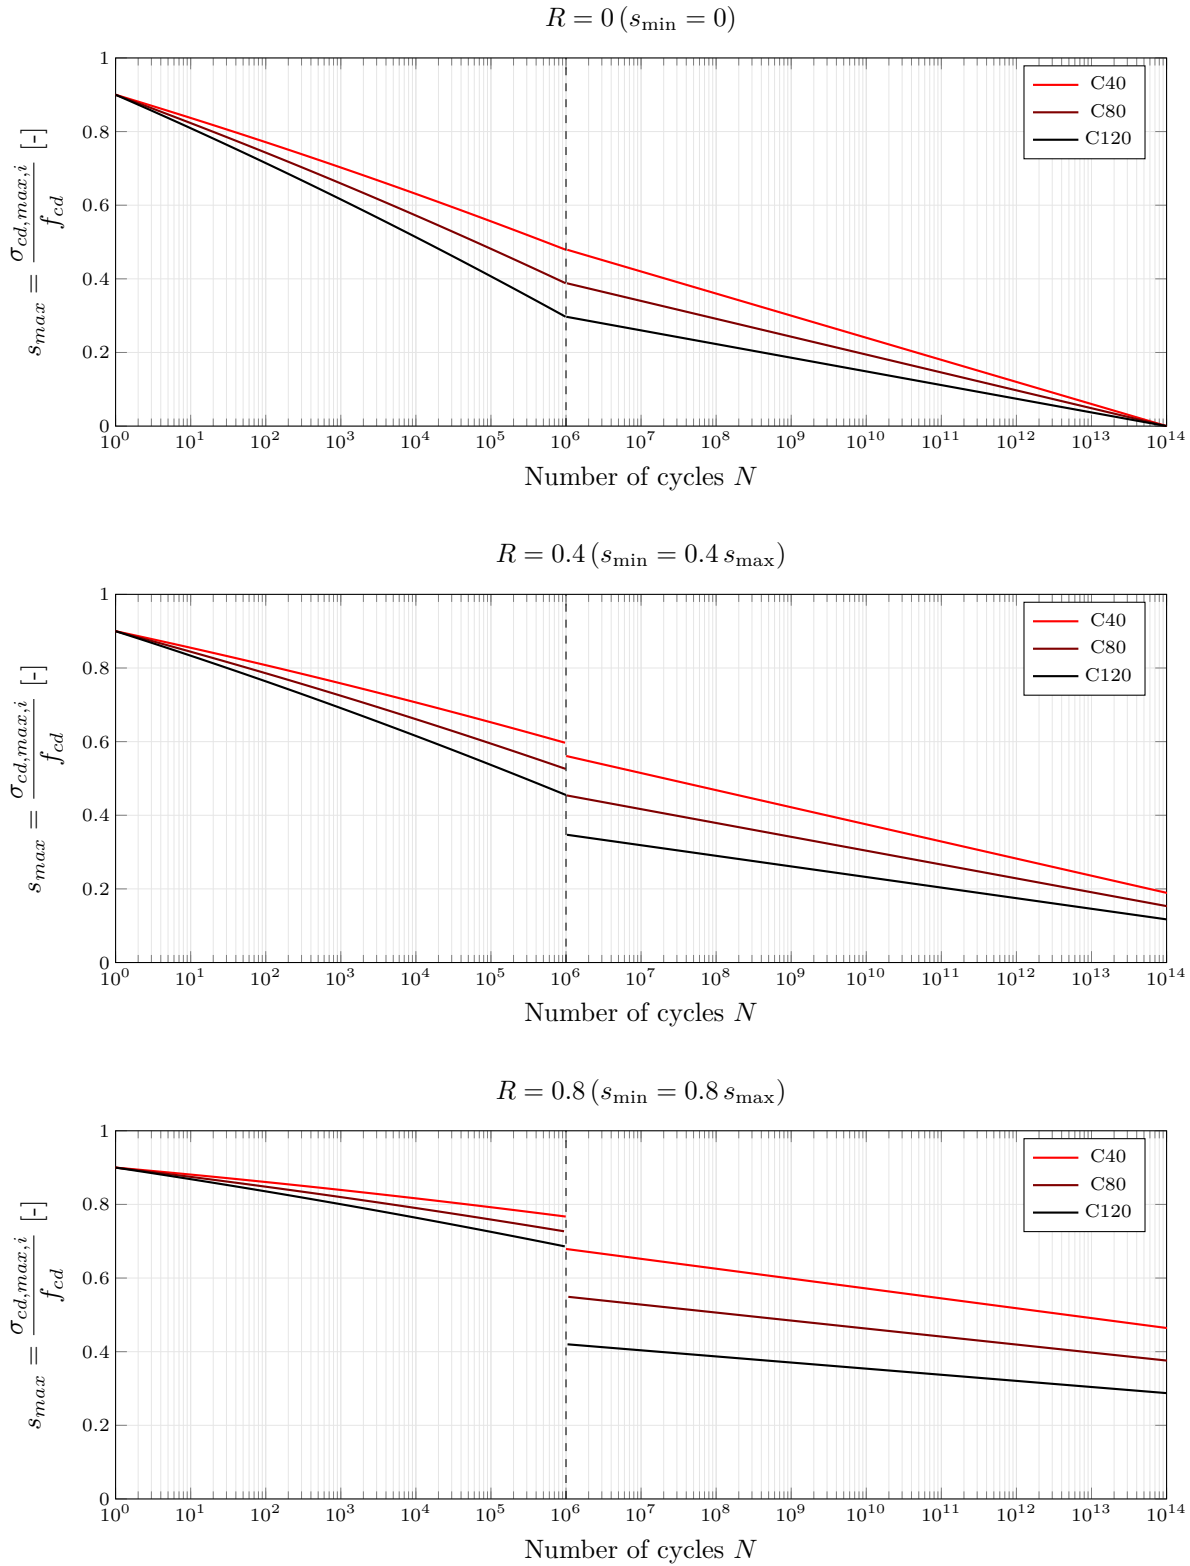 R = 0 (s_min = 0)
s_max = σ_cd,max,i / f_cd [-]
1
0.8
0.6
0.4
0.2
0
C40
C80
C120
10^0 10^1 10^2 10^3 10^4 10^5 10^6 10^7 10^8 10^9 10^10 10^11 10^12 10^13 10^14
Number of cycles N
R = 0.4 (s_min = 0.4 s_max)
s_max = σ_cd,max,i / f_cd [-]
1
0.8
0.6
0.4
0.2
0
C40
C80
C120
10^0 10^1 10^2 10^3 10^4 10^5 10^6 10^7 10^8 10^9 10^10 10^11 10^12 10^13 10^14
Number of cycles N
R = 0.8 (s_min = 0.8 s_max)
s_max = σ_cd,max,i / f_cd [-]
1
0.8
0.6
0.4
0.2
0
C40
C80
C120
10^0 10^1 10^2 10^3 10^4 10^5 10^6 10^7 10^8 10^9 10^10 10^11 10^12 10^13 10^14
Number of cycles N